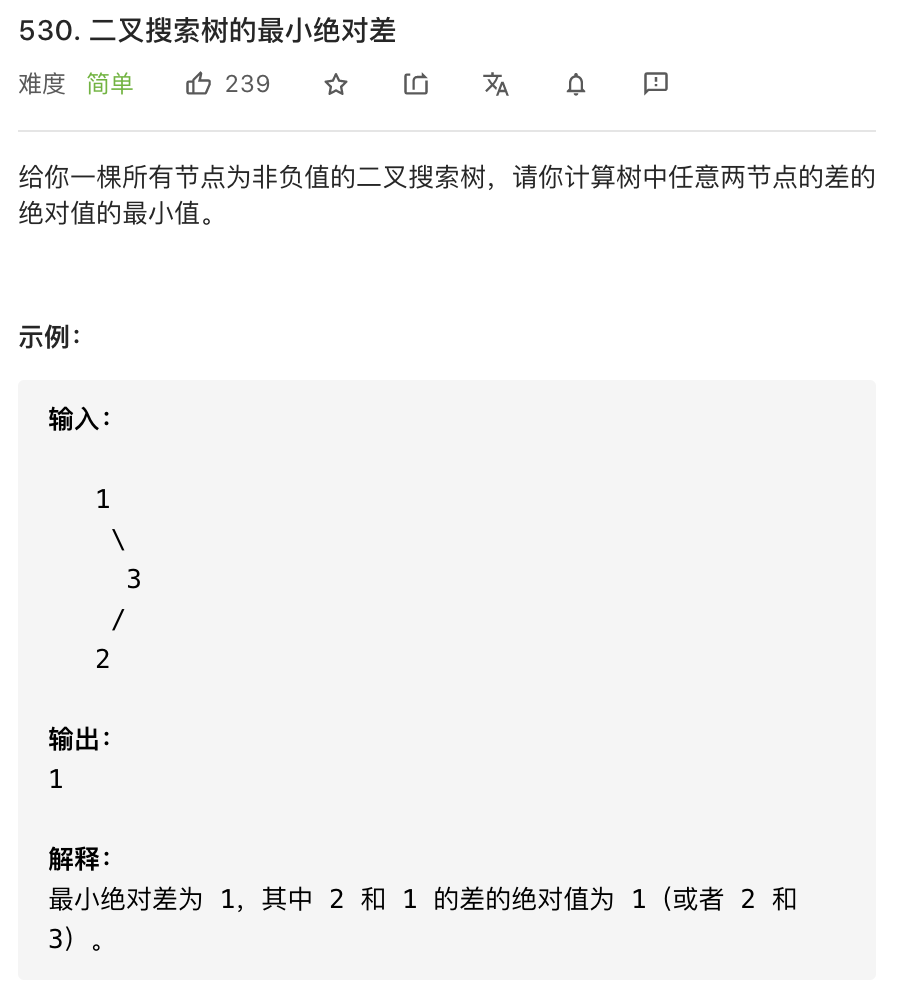 530. 二叉搜索树的最小绝对差
难度 简单 239
给你一棵所有节点为非负值的二叉搜索树，请你计算树中任意两节点的差的
绝对值的最小值。
示例：
输入：
1
\
3
/
2
输出：
1
解释：
最小绝对差为 1，其中 2 和 1 的差的绝对值为 1（或者 2 和
3）。